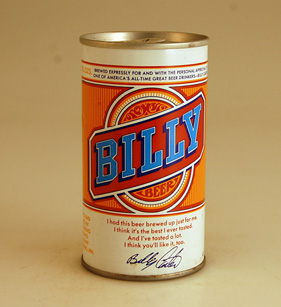 BREWED EXPRESSLY FOR AND WITH THE PERSONAL APPROV
ONE OF AMERICA'S ALL-TIME GREAT BEER DRINKERS—BILLY
BILLY
BEER
I had this beer brewed up just for me.
I think it's the best I ever tasted.
And I've tasted a lot.
I think you'll like it, too.
Billy Carter